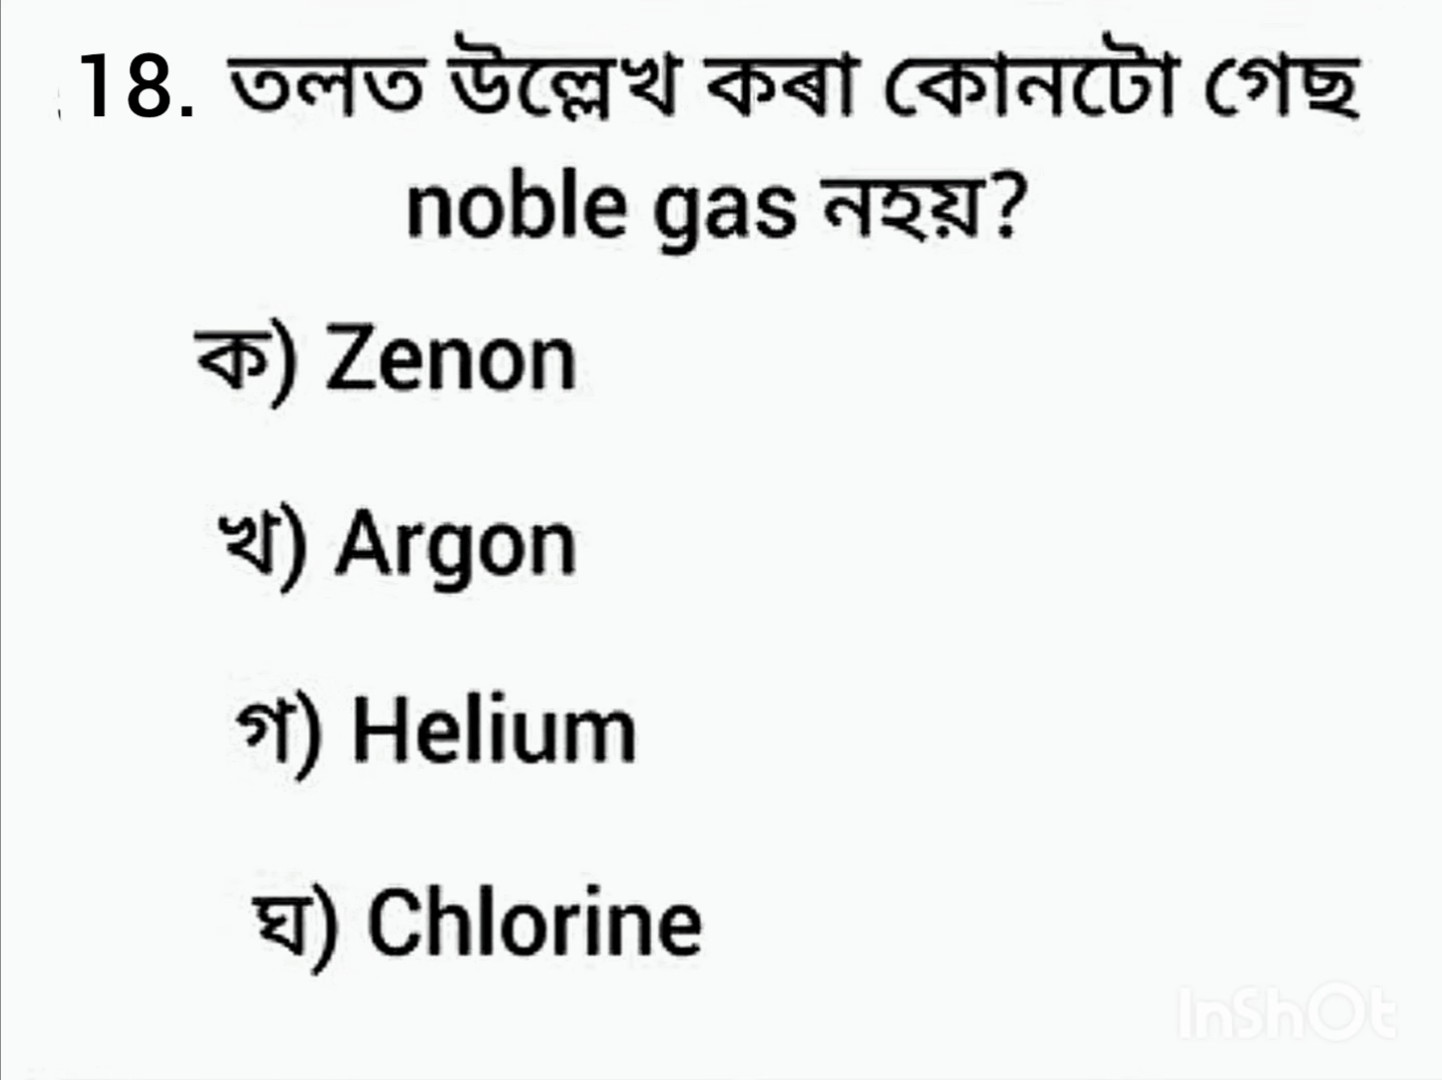 18. তলত উল্লেখ কৰা কোনটো গেছ
noble gas নহয়?
ক) Zenon
খ) Argon
গ) Helium
ঘ) Chlorine
InShOt